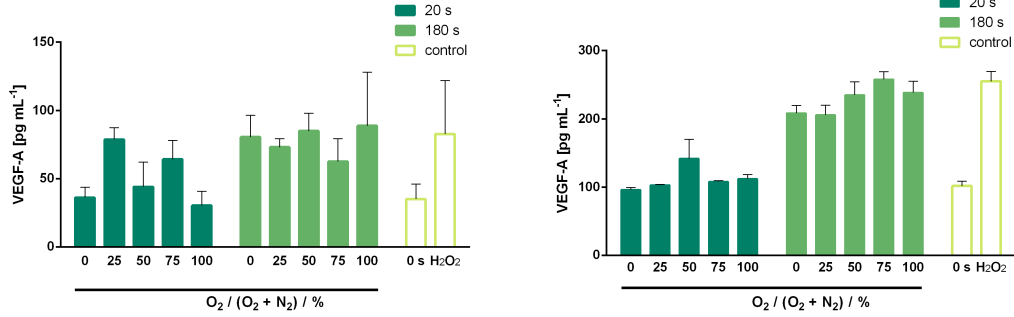 20 s
180 s
control
VEGF-A [pg mL⁻¹]
150
100
50
0
0 25 50 75 100 0 25 50 75 100 0 s H₂O₂
O₂ / (O₂ + N₂) / %
20 s
180 s
control
VEGF-A [pg mL⁻¹]
300
200
100
0
0 25 50 75 100 0 25 50 75 100 0 s H₂O₂
O₂ / (O₂ + N₂) / %